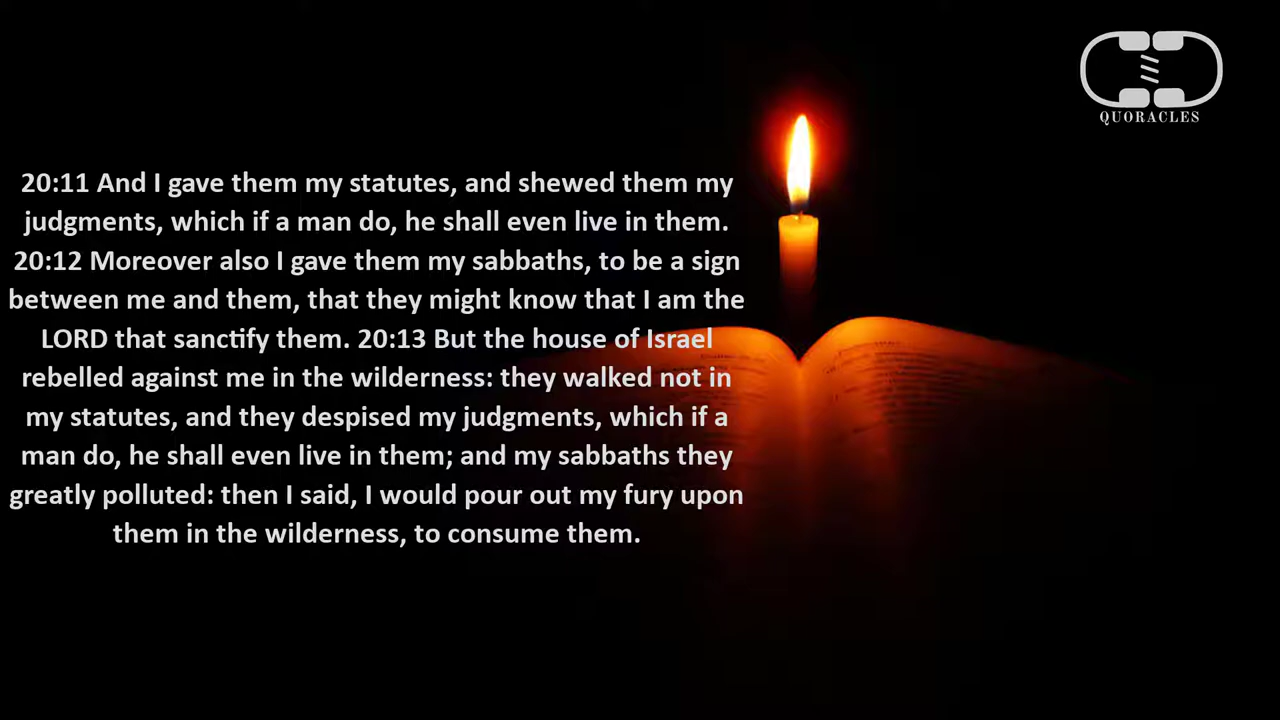 QUORACLES
20:11 And I gave them my statutes, and shewed them my
judgments, which if a man do, he shall even live in them.
20:12 Moreover also I gave them my sabbaths, to be a sign
between me and them, that they might know that I am the
LORD that sanctify them. 20:13 But the house of Israel
rebelled against me in the wilderness: they walked not in
my statutes, and they despised my judgments, which if a
man do, he shall even live in them; and my sabbaths they
greatly polluted: then I said, I would pour out my fury upon
them in the wilderness, to consume them.